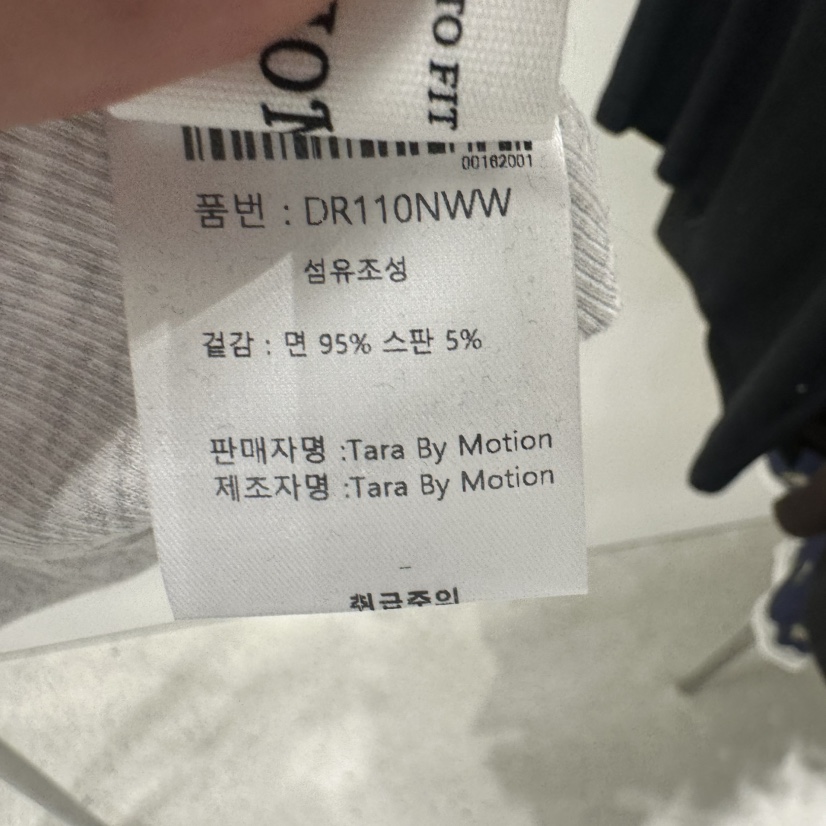 TO FIT
00162001
품번 : DR110NWW
섬유조성
겉감 : 면 95% 스판 5%
판매자명 :Tara By Motion
제조자명 :Tara By Motion
취급주의